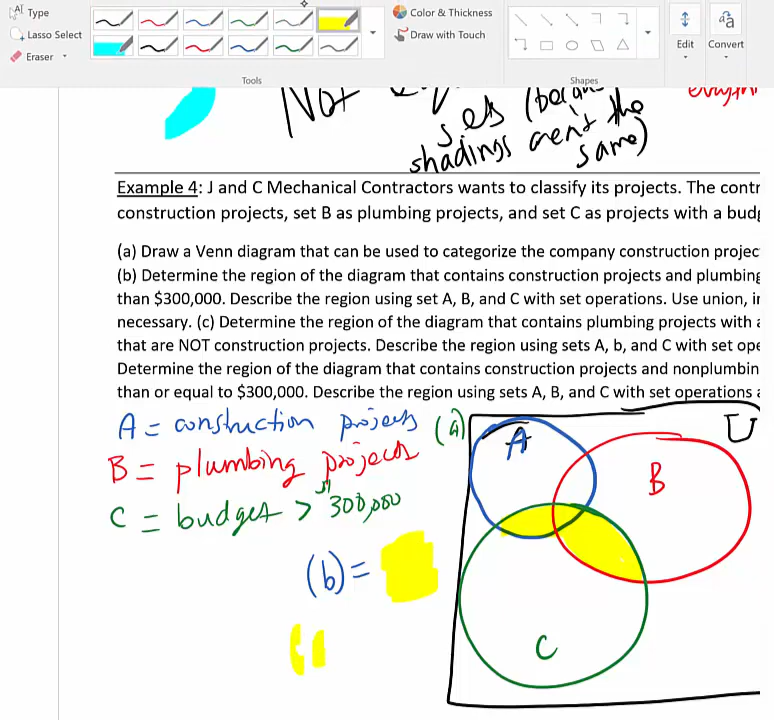 Type
Lasso Select
Eraser
Color & Thickness
Draw with Touch
Edit
Convert
Tools
Shapes
Not
sets
shadings aren't the
same)
Example 4: J and C Mechanical Contractors wants to classify its projects. The contr
construction projects, set B as plumbing projects, and set C as projects with a budg
(a) Draw a Venn diagram that can be used to categorize the company construction projec
(b) Determine the region of the diagram that contains construction projects and plumbing
than $300,000. Describe the region using set A, B, and C with set operations. Use union, in
necessary. (c) Determine the region of the diagram that contains plumbing projects with a
that are NOT construction projects. Describe the region using sets A, b, and C with set ope
Determine the region of the diagram that contains construction projects and nonplumbin
than or equal to $300,000. Describe the region using sets A, B, and C with set operations a
A = construction projects (a)
B = plumbing projects
C = budget > $300,000
(b) =
U
A
B
C